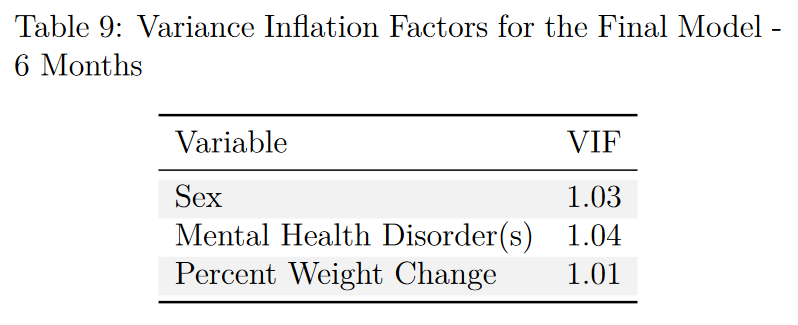 Table 9: Variance Inflation Factors for the Final Model -
6 Months
Variable VIF
Sex 1.03
Mental Health Disorder(s) 1.04
Percent Weight Change 1.01